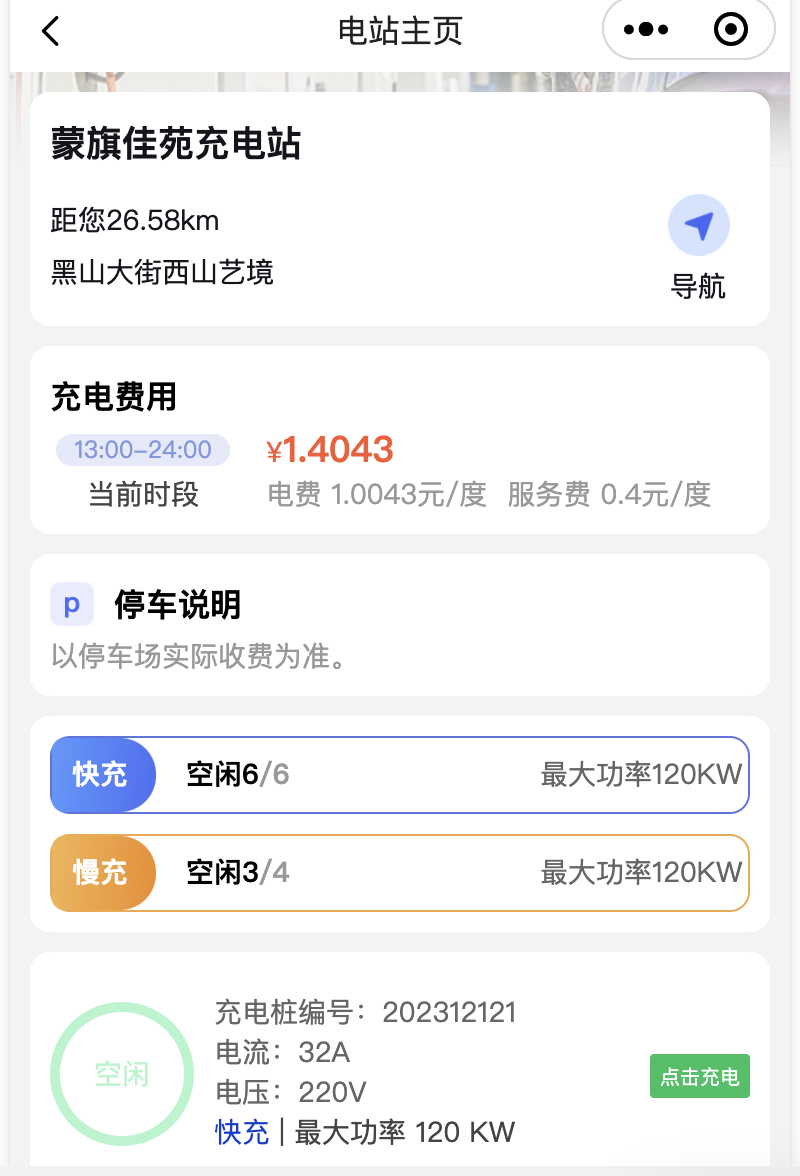 电站主页
蒙旗佳苑充电站
距您26.58km
黑山大街西山艺境
导航
充电费用
13:00-24:00 ¥1.4043
当前时段 电费 1.0043元/度 服务费 0.4元/度
p 停车说明
以停车场实际收费为准。
快充 空闲6/6 最大功率120KW
慢充 空闲3/4 最大功率120KW
空闲
充电桩编号：202312121
电流：32A
电压：220V
点击充电
快充 | 最大功率 120 KW